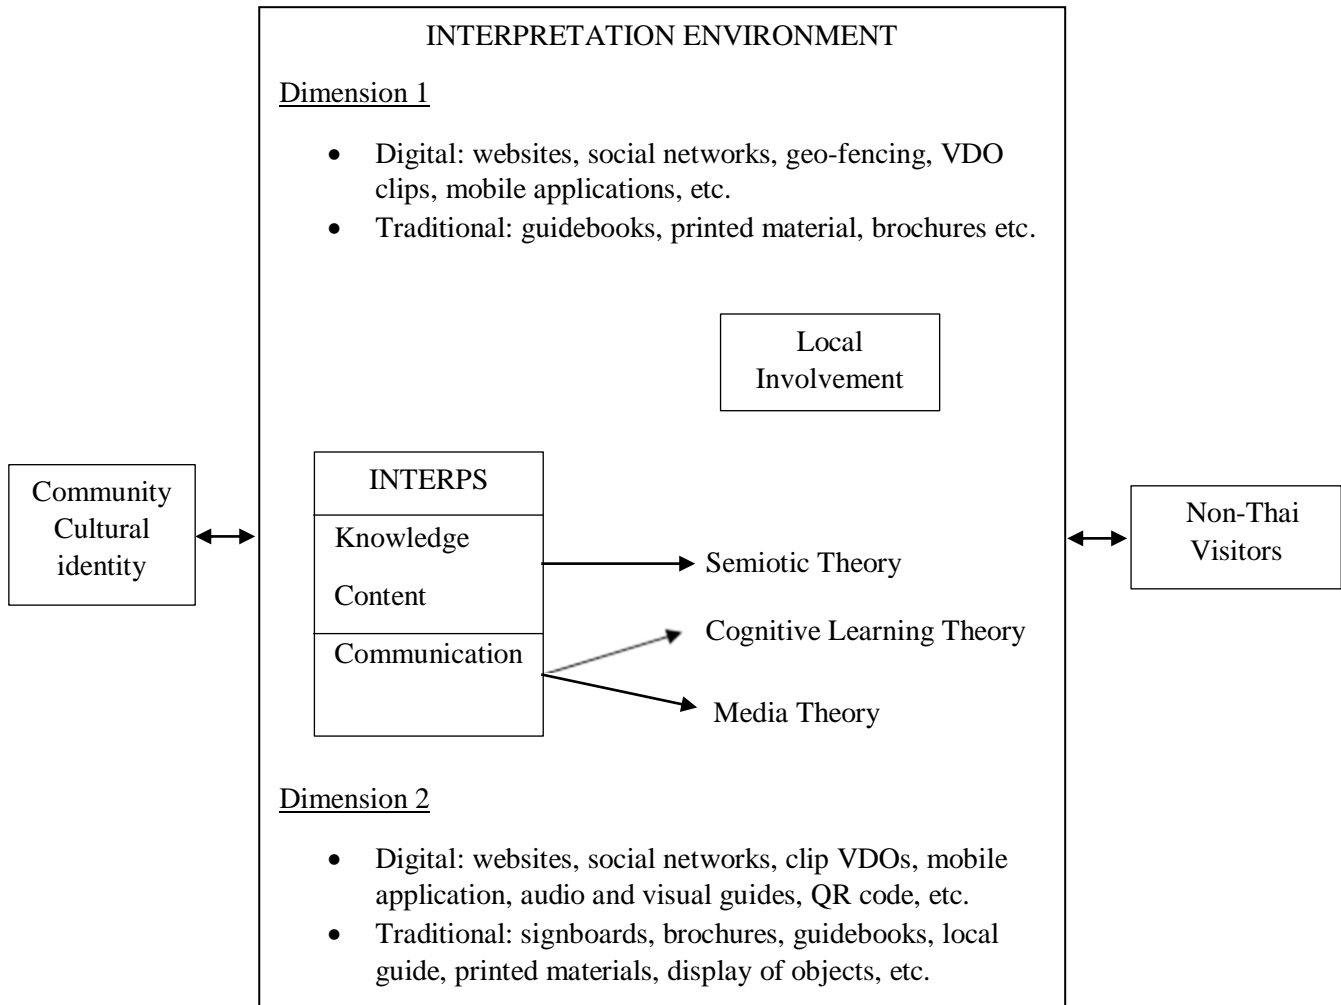 INTERPRETATION ENVIRONMENT
Dimension 1
• Digital: websites, social networks, geo-fencing, VDO
clips, mobile applications, etc.
• Traditional: guidebooks, printed material, brochures etc.
Local
Involvement
Community
Cultural
identity
INTERPS
Knowledge
Content
Communication
Semiotic Theory
Cognitive Learning Theory
Media Theory
Non-Thai
Visitors
Dimension 2
• Digital: websites, social networks, clip VDOs, mobile
application, audio and visual guides, QR code, etc.
• Traditional: signboards, brochures, guidebooks, local
guide, printed materials, display of objects, etc.